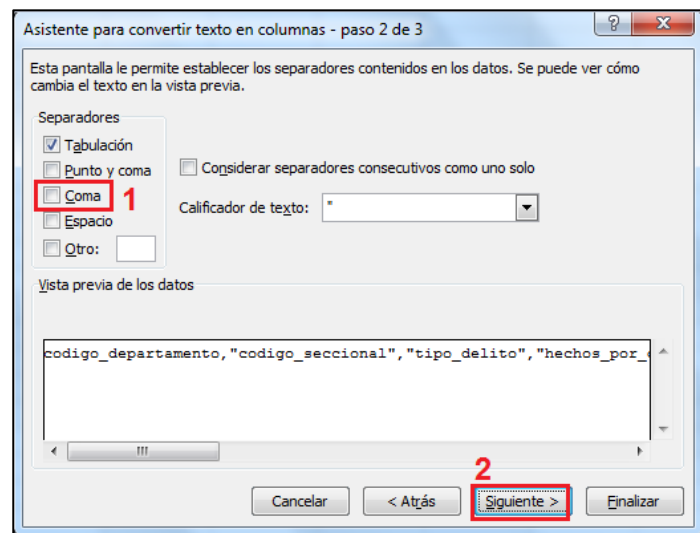 Asistente para convertir texto en columnas - paso 2 de 3
Esta pantalla le permite establecer los separadores contenidos en los datos. Se puede ver cómo
cambia el texto en la vista previa.
Separadores
Tabulación
Punto y coma
Considerar separadores consecutivos como uno solo
Coma
1
Calificador de texto: "
Espacio
Otro:
Vista previa de los datos
codigo_departamento,"codigo_seccional","tipo_delito","hechos_por_
2
Cancelar < Atrás Siguiente > Finalizar